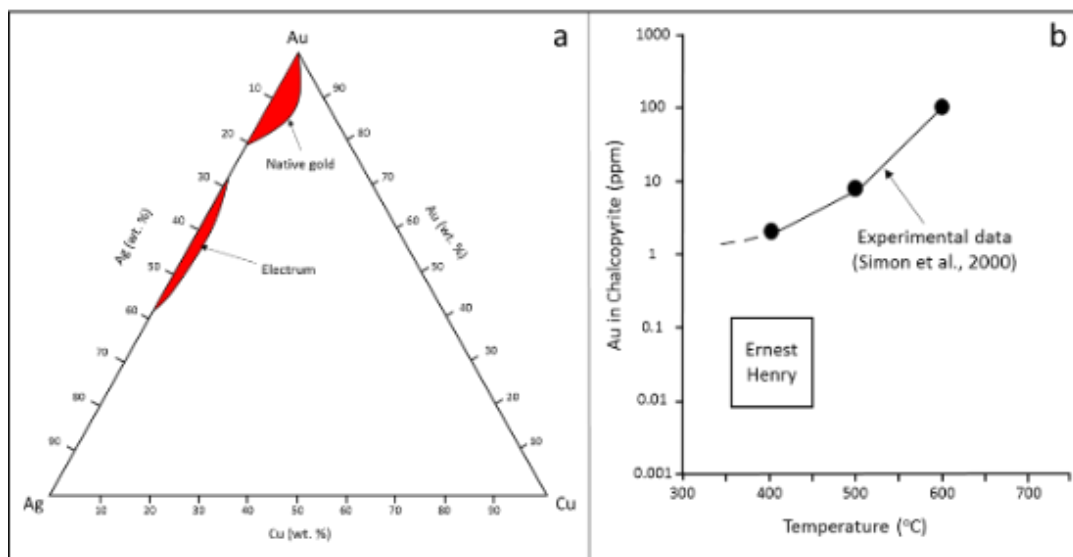 a
Au
10
20
30
40
50
60
70
80
90
Ag (wt. %)
90
80
70
60
50
40
30
20
10
Au (wt. %)
Native gold
Electrum
Ag
Cu
10
20
30
40
50
60
70
80
90
Cu (wt. %)
b
1000
100
10
1
0.1
0.01
0.001
Au in Chalcopyrite (ppm)
Experimental data
(Simon et al., 2000)
Ernest
Henry
300
400
500
600
700
Temperature (°C)